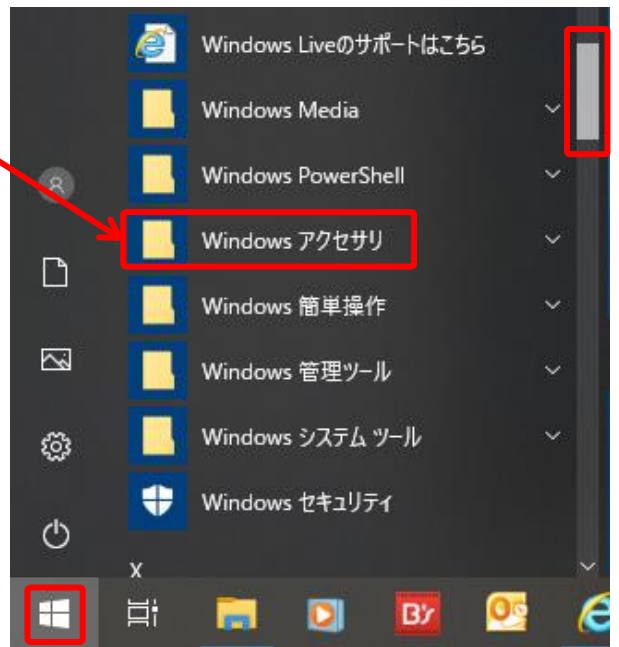 Windows Liveのサポートはこちら
Windows Media
Windows PowerShell
Windows アクセサリ
Windows 簡単操作
Windows 管理ツール
Windows システム ツール
Windows セキュリティ
X
B's